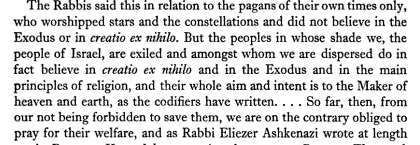 The Rabbis said this in relation to the pagans of their own times only,
who worshipped stars and the constellations and did not believe in the
Exodus or in creatio ex nihilo. But the peoples in whose shade we, the
people of Israel, are exiled and amongst whom we are dispersed do in
fact believe in creatio ex nihilo and in the Exodus and in the main
principles of religion, and their whole aim and intent is to the Maker of
heaven and earth, as the codifiers have written. . . . So far, then, from
our not being forbidden to save them, we are on the contrary obliged to
pray for their welfare, and as Rabbi Eliezer Ashkenazi wrote at length